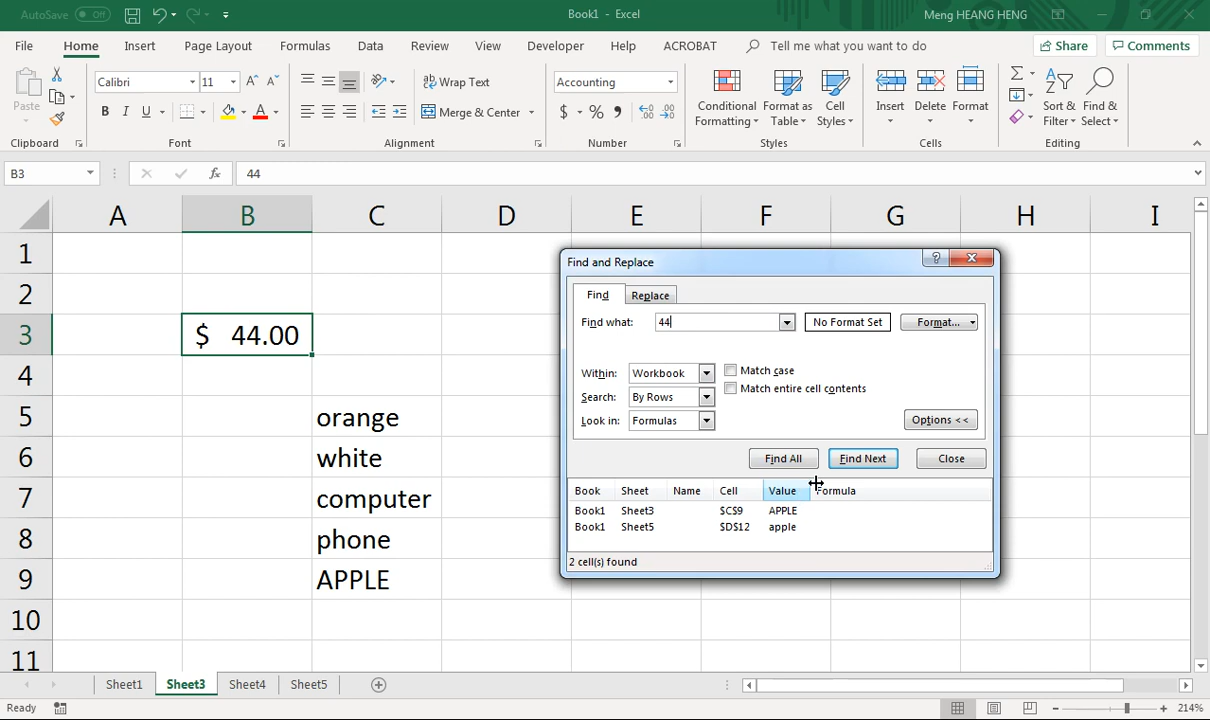 AutoSave Off Book1 - Excel Meng HEANG HENG
File Home Insert Page Layout Formulas Data Review View Developer Help ACROBAT Tell me what you want to do Share Comments
Paste
Calibri 11 A A
B I U A
Wrap Text
Merge & Center
Accounting
$ % ,
Conditional Formatting
Format as Table
Cell Styles
Insert Delete Format
Sort & Filter
Find & Select
Clipboard Font Alignment Number Styles Cells Editing
B3 fx 44
A B C D E F G H I
1
2
3 $ 44.00
4
5 orange
6 white
7 computer
8 phone
9 APPLE
10
11
Find and Replace
Find Replace
Find what: 44 No Format Set Format...
Within: Workbook Match case
Match entire cell contents
Search: By Rows
Look in: Formulas Options <<
Find All Find Next Close
Book Sheet Name Cell Value Formula
Book1 Sheet3 $C$9 APPLE
Book1 Sheet5 $D$12 apple
2 cell(s) found
Sheet1 Sheet3 Sheet4 Sheet5
Ready 214%